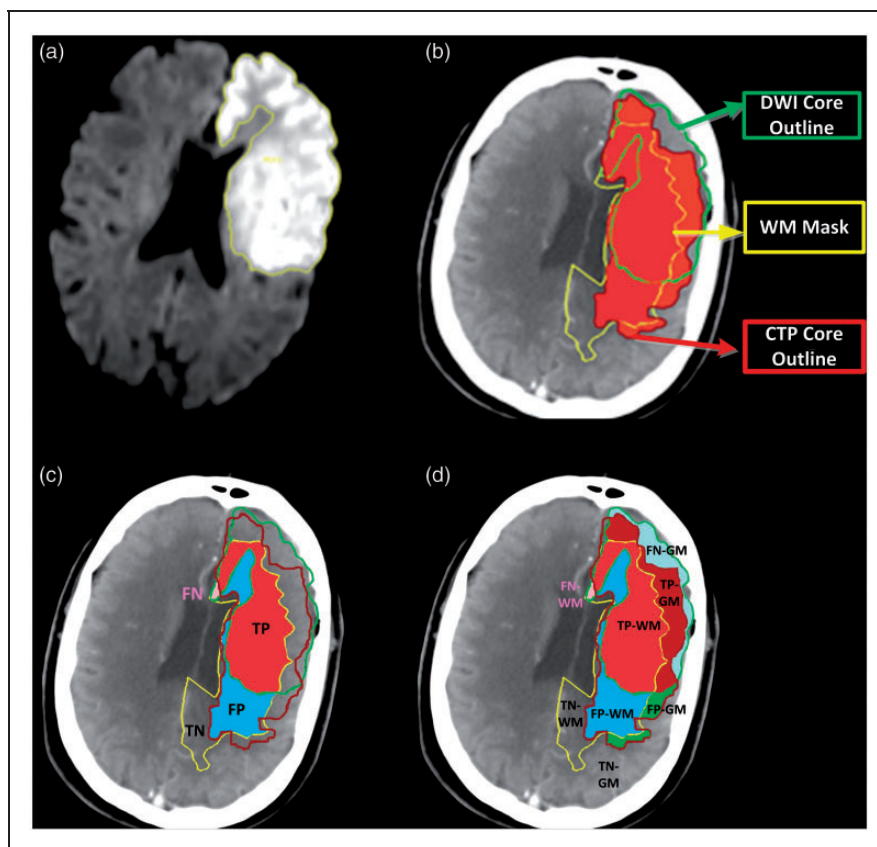 (a)
(b)
DWI Core
Outline
WM Mask
CTP Core
Outline
(c)
FN
TP
FP
TN
(d)
FN-GM
FN-
WM
TP-
GM
TP-WM
TN-
WM
FP-WM
FP-GM
TN-
GM